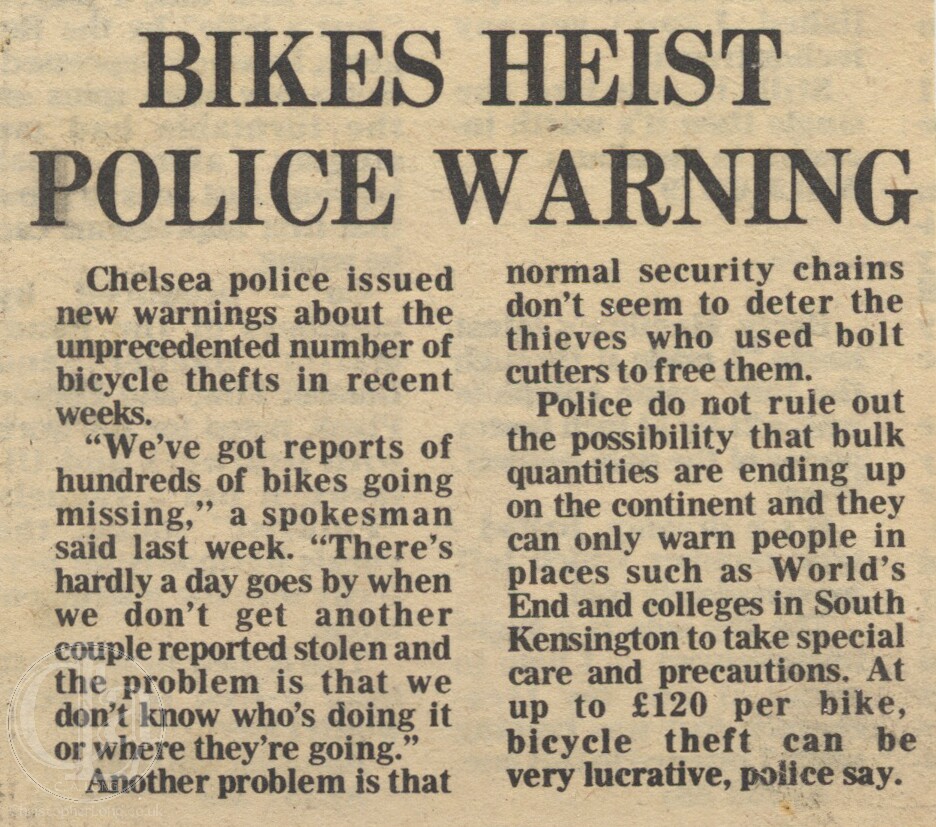 BIKES HEIST
POLICE WARNING
Chelsea police issued
new warnings about the
unprecedented number of
bicycle thefts in recent
weeks.
“We’ve got reports of
hundreds of bikes going
missing,” a spokesman
said last week. “There’s
hardly a day goes by when
we don’t get another
couple reported stolen and
the problem is that we
don’t know who’s doing it
or where they’re going.”
Another problem is that
normal security chains
don’t seem to deter the
thieves who used bolt
cutters to free them.
Police do not rule out
the possibility that bulk
quantities are ending up
on the continent and they
can only warn people in
places such as World’s
End and colleges in South
Kensington to take special
care and precautions. At
up to £120 per bike,
bicycle theft can be
very lucrative, police say.